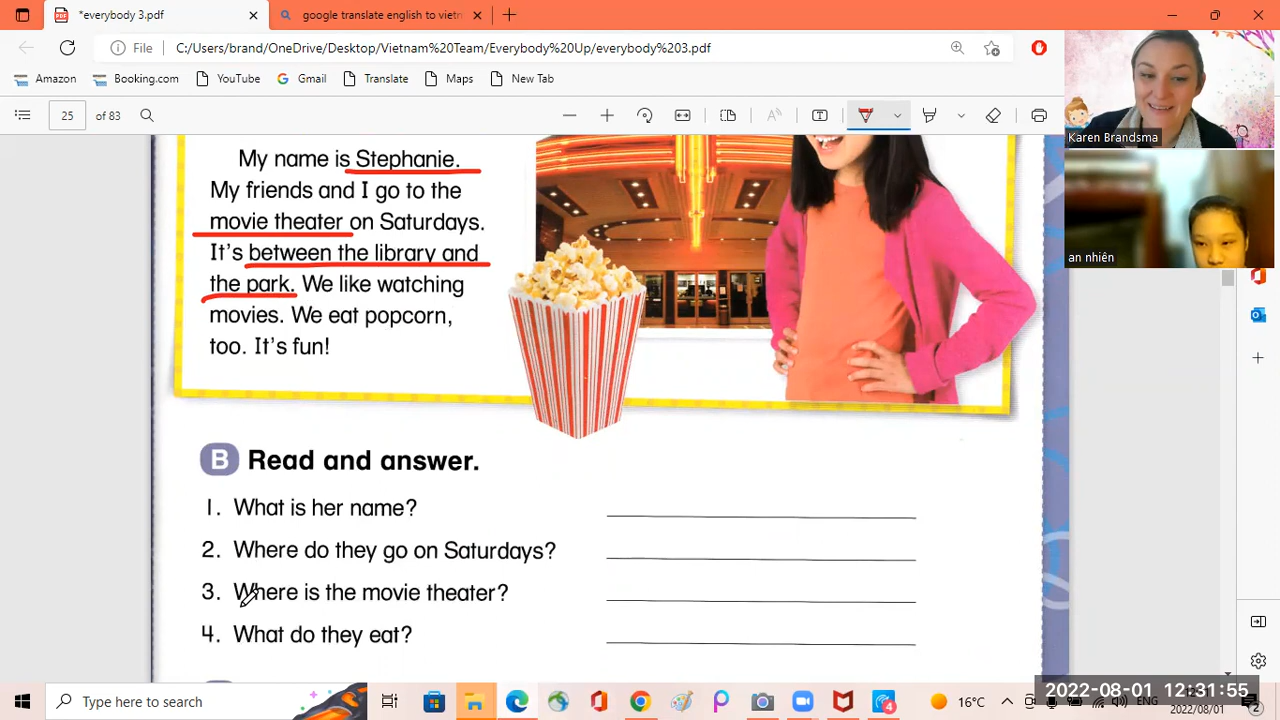 *everybody 3.pdf
google translation to vietn
File
C:/Users/brand/OneDrive/Desktop/Vietnam%20Team/Everybody%20Up/everybody%203.pdf
Amazon
Booking.com
YouTube
Gmail
Translate
Maps
New Tab
25 of 83
Karen Brandsma
an nhiên
My name is Stephanie.
My friends and I go to the
movie theater on Saturdays.
It's between the library and
the park. We like watching
movies. We eat popcorn,
too. It's fun!
B Read and answer.
1. What is her name?
2. Where do they go on Saturdays?
3. Where is the movie theater?
4. What do they eat?
Type here to search
4
16°C
ENG
2022-08-01 12:31:55
2022/08/01
2